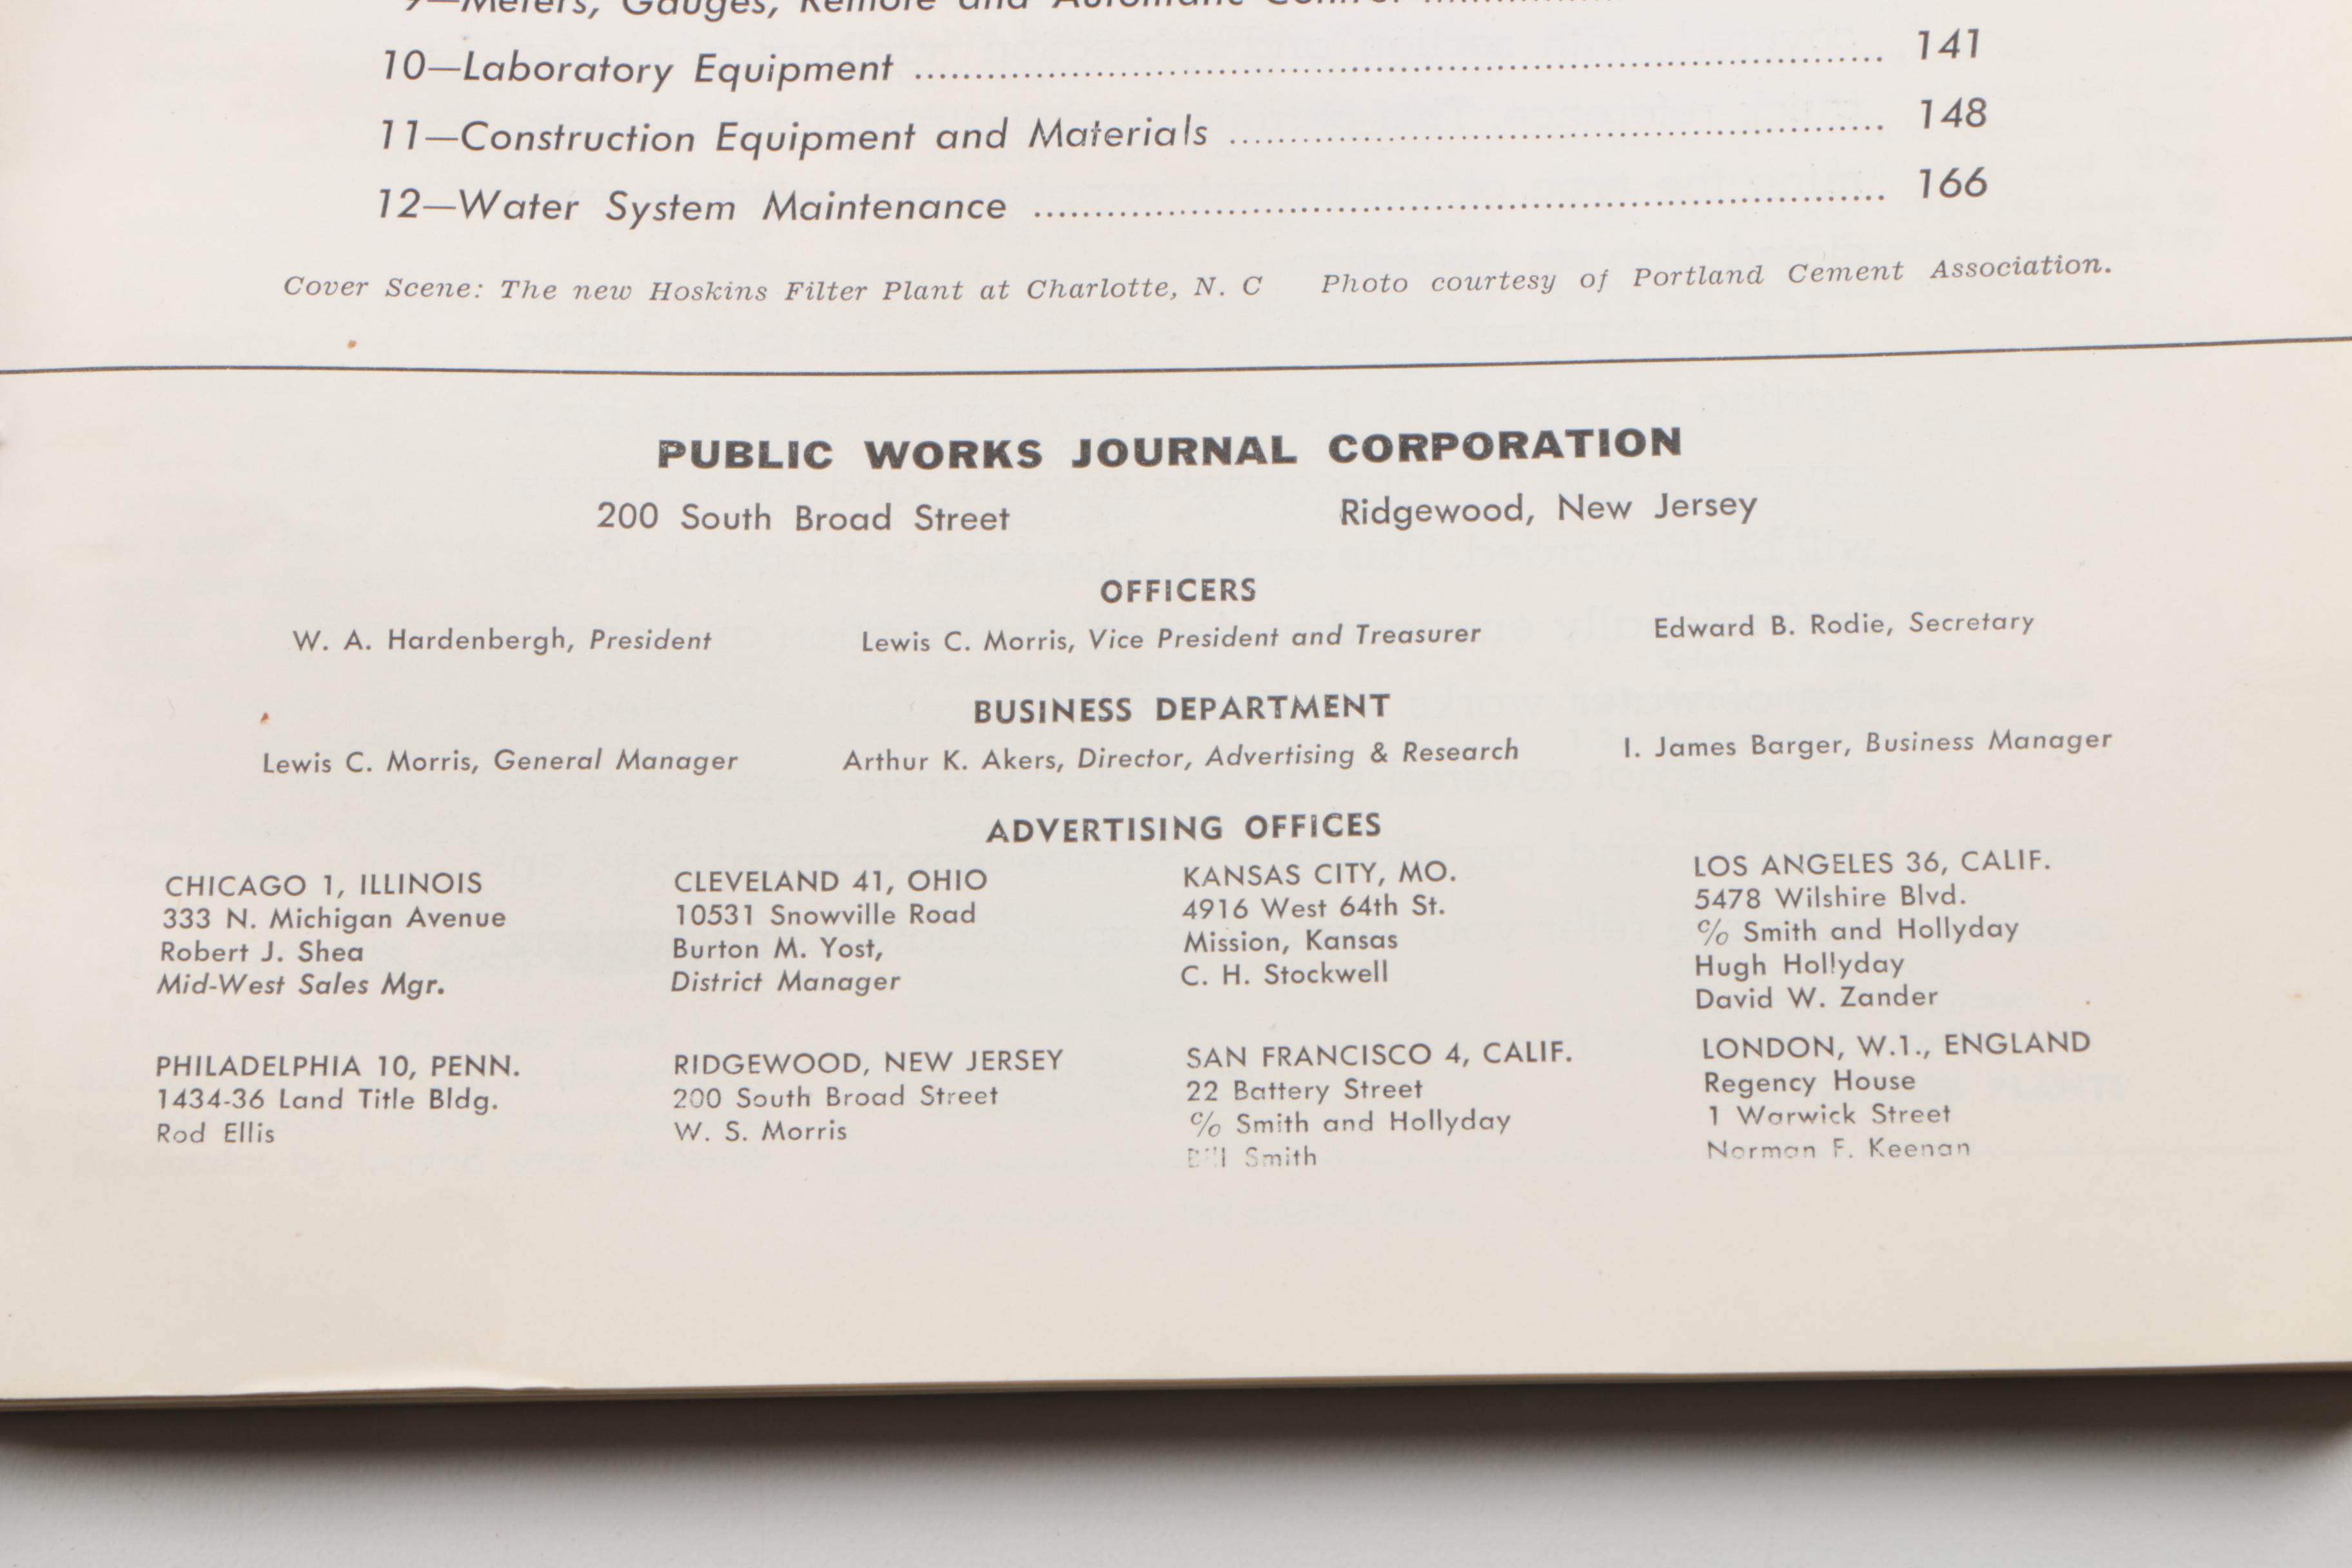 9—Meters, Gauges, Remote and Automatic Control ..........
10—Laboratory Equipment .......... 141
11—Construction Equipment and Materials .......... 148
12—Water System Maintenance .......... 166
Cover Scene: The new Hoskins Filter Plant at Charlotte, N. C Photo courtesy of Portland Cement Association.
PUBLIC WORKS JOURNAL CORPORATION
200 South Broad Street Ridgewood, New Jersey
OFFICERS
W. A. Hardenbergh, President Lewis C. Morris, Vice President and Treasurer Edward B. Rodie, Secretary
BUSINESS DEPARTMENT
Lewis C. Morris, General Manager Arthur K. Akers, Director, Advertising & Research I. James Barger, Business Manager
ADVERTISING OFFICES
CHICAGO 1, ILLINOIS
333 N. Michigan Avenue
Robert J. Shea
Mid-West Sales Mgr.
CLEVELAND 41, OHIO
10531 Snowville Road
Burton M. Yost,
District Manager
KANSAS CITY, MO.
4916 West 64th St.
Mission, Kansas
C. H. Stockwell
LOS ANGELES 36, CALIF.
5478 Wilshire Blvd.
c/o Smith and Hollyday
Hugh Hollyday
David W. Zander
PHILADELPHIA 10, PENN.
1434-36 Land Title Bldg.
Rod Ellis
RIDGEWOOD, NEW JERSEY
200 South Broad Street
W. S. Morris
SAN FRANCISCO 4, CALIF.
22 Battery Street
c/o Smith and Hollyday
Bill Smith
LONDON, W.1., ENGLAND
Regency House
1 Warwick Street
Norman F. Keenan